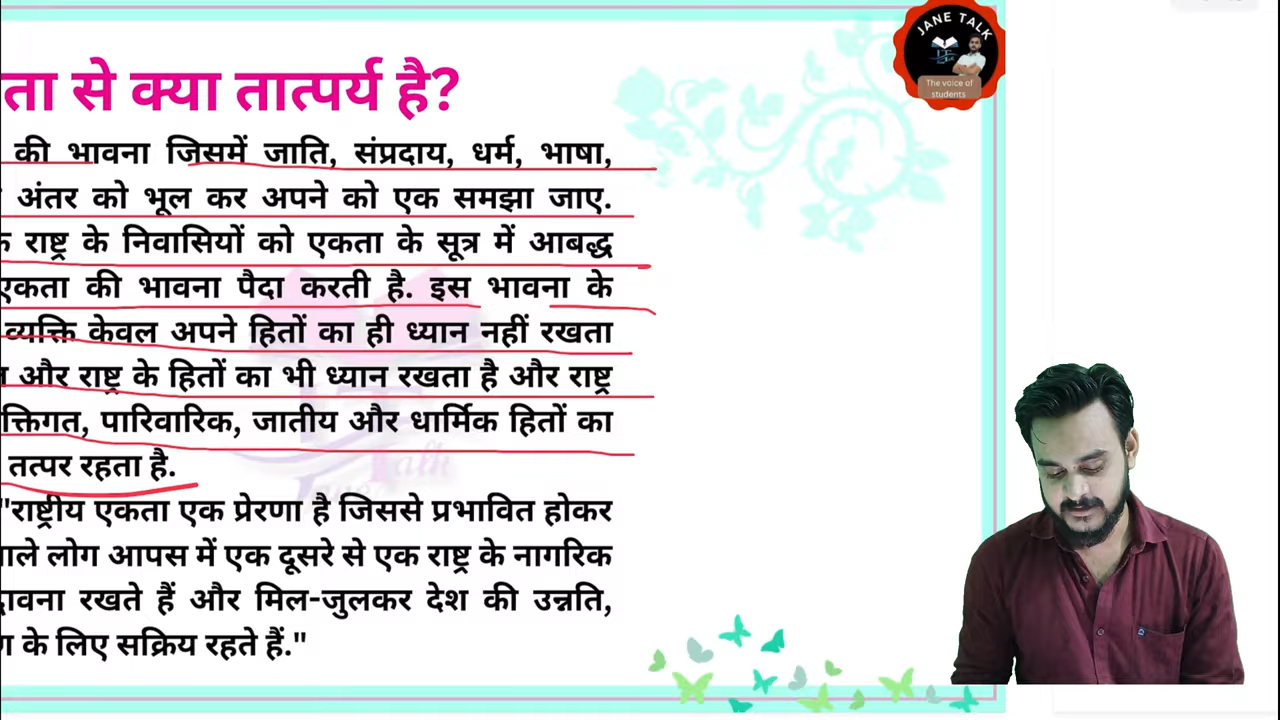 JANE TALK
The voice of
students
ता से क्या तात्पर्य है?
की भावना जिसमें जाति, संप्रदाय, धर्म, भाषा,
अंतर को भूल कर अपने को एक समझा जाए.
राष्ट्र के निवासियों को एकता के सूत्र में आबद्ध
एकता की भावना पैदा करती है. इस भावना के
व्यक्ति केवल अपने हितों का ही ध्यान नहीं रखता
और राष्ट्र के हितों का भी ध्यान रखता है और राष्ट्र
क्तिगत, पारिवारिक, जातीय और धार्मिक हितों का
तत्पर रहता है.
"राष्ट्रीय एकता एक प्रेरणा है जिससे प्रभावित होकर
वाले लोग आपस में एक दूसरे से एक राष्ट्र के नागरिक
रखते हैं और मिल-जुलकर देश की उन्नति,
के लिए सक्रिय रहते हैं."